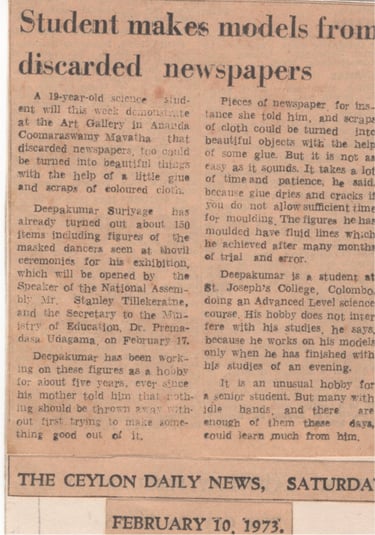 Student makes models from
discarded newspapers
A 19-year-old science stud-
ent will this week demonstrate
at the Art Gallery in Ananda
Coomaraswamy Mavatha that
discarded newspapers, too could
be turned into beautiful things
with the help of a little glue
and scraps of coloured cloth.
Deepakumar Suriyage has
already turned out about 150
items including figures of the
masked dancers seen at thovil
ceremonies for his exhibition,
which will be opened by the
Speaker of the National Assem-
bly Mr. Stanley Tillekeratne,
and the Secretary to the Min-
istry of Education, Dr. Prema-
dasa Udagama, on February 17.
Deepakumar has been work-
ing on these figures as a hobby
for about five years, ever since
his mother told him that noth-
ing should be thrown away with-
out first trying to make some-
thing good out of it.
Pieces of newspaper for ins-
tance she told him, and scraps
of cloth could be turned into
beautiful objects with the help
of some glue. But it is not as
easy as it sounds. It takes a lot
of time and patience, he said,
because glue dries and cracks if
you do not allow sufficient time
for moulding. The figures he has
moulded have fluid lines which
he achieved after many months
of trial and error.
Deepakumar is a student at
St. Joseph's College, Colombo,
doing an Advanced Level science
course. His hobby does not inter
fere with his studies, he says,
because he works on his models
only when he has finished with
his studies of an evening.
It is an unusual hobby for
a senior student. But many with
idle hands, and there are
enough of them these days,
could learn much from him.
THE CEYLON DAILY NEWS, SATURDA
FEBRUARY 10, 1973.